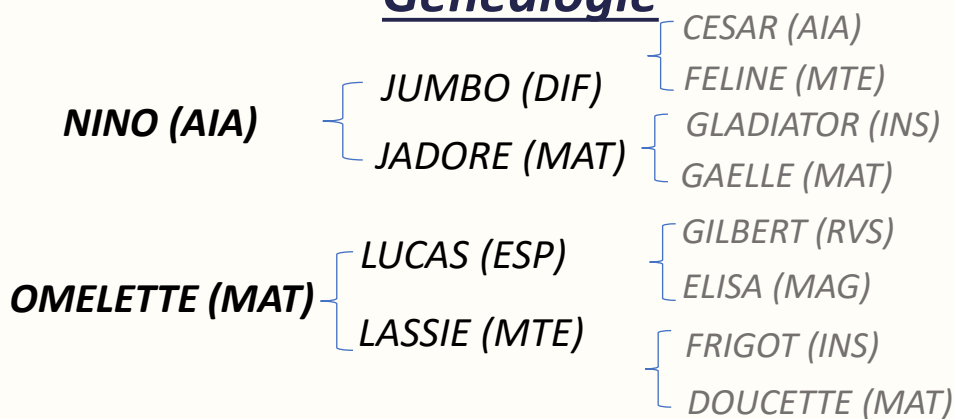 Généalogie
NINO (AIA)
JUMBO (DIF)
CESAR (AIA)
FELINE (MTE)
JADORE (MAT)
GLADIATOR (INS)
GAELLE (MAT)
OMELETTE (MAT)
LUCAS (ESP)
GILBERT (RVS)
ELISA (MAG)
LASSIE (MTE)
FRIGOT (INS)
DOUCETTE (MAT)